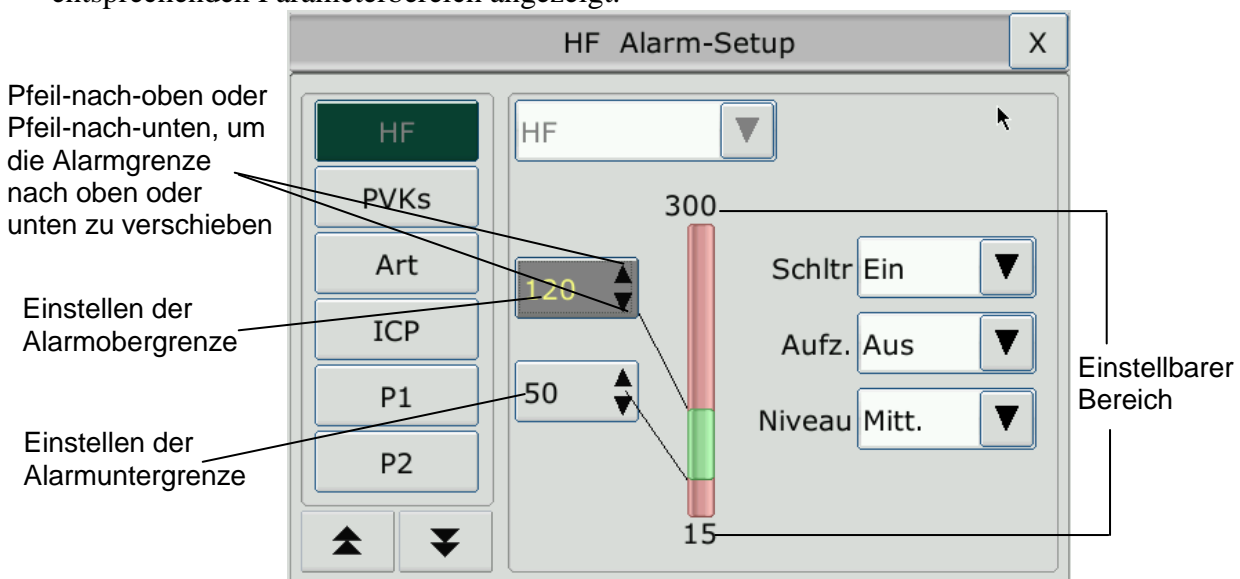 entsprechenden Parameterbereich angezeigt.
HF Alarm-Setup
X
Pfeil-nach-oben oder
Pfeil-nach-unten, um
die Alarmgrenze
nach oben oder
unten zu verschieben
Einstellen der
Alarmobergrenze
Einstellen der
Alarmuntergrenze
HF
PVKs
Art
ICP
P1
P2
HF
120
50
300
15
Schltr Ein
Aufz. Aus
Niveau Mitt.
Einstellbarer
Bereich